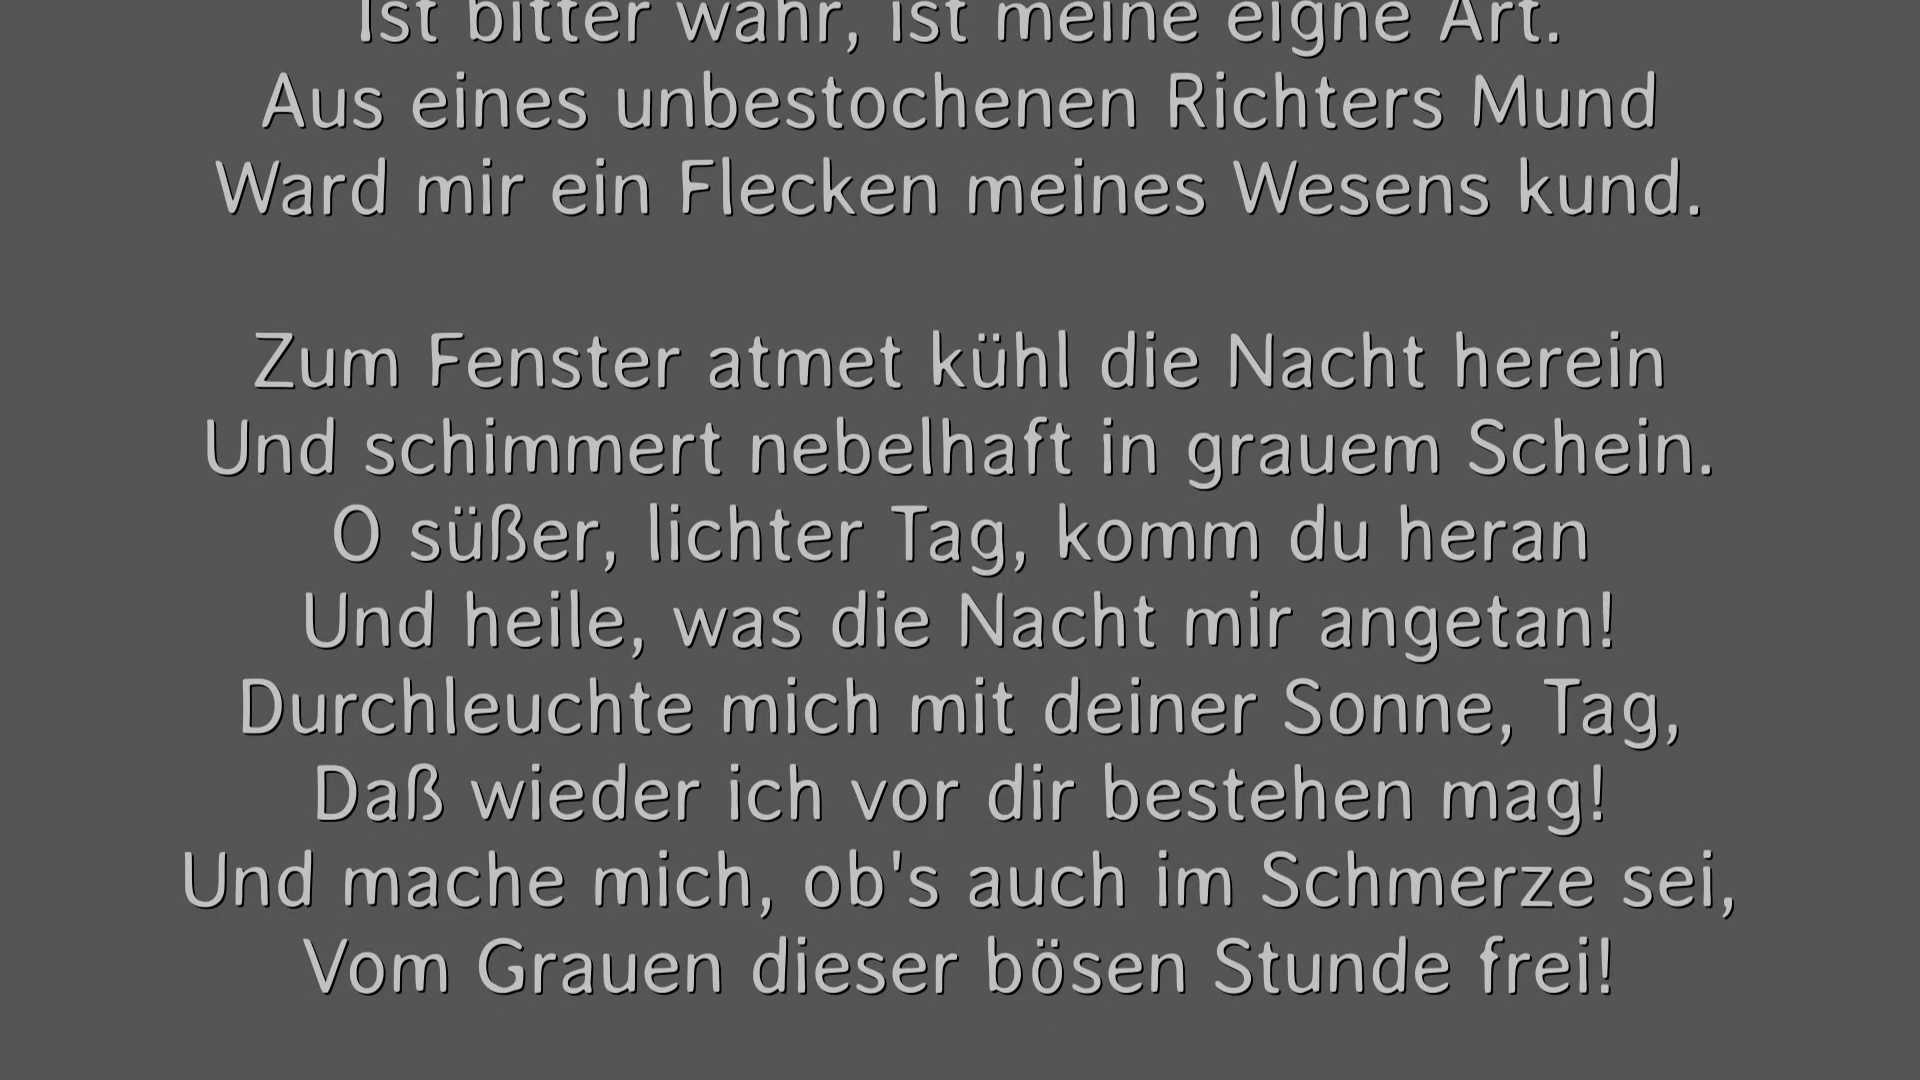 Ist bitter wahr, ist meine eigne Art.
Aus eines unbestochenen Richters Mund
Ward mir ein Flecken meines Wesens kund.
Zum Fenster atmet kühl die Nacht herein
Und schimmert nebelhaft in grauem Schein.
O süßer, lichter Tag, komm du heran
Und heile, was die Nacht mir angetan!
Durchleuchte mich mit deiner Sonne, Tag,
Daß wieder ich vor dir bestehen mag!
Und mache mich, ob's auch im Schmerze sei,
Vom Grauen dieser bösen Stunde frei!